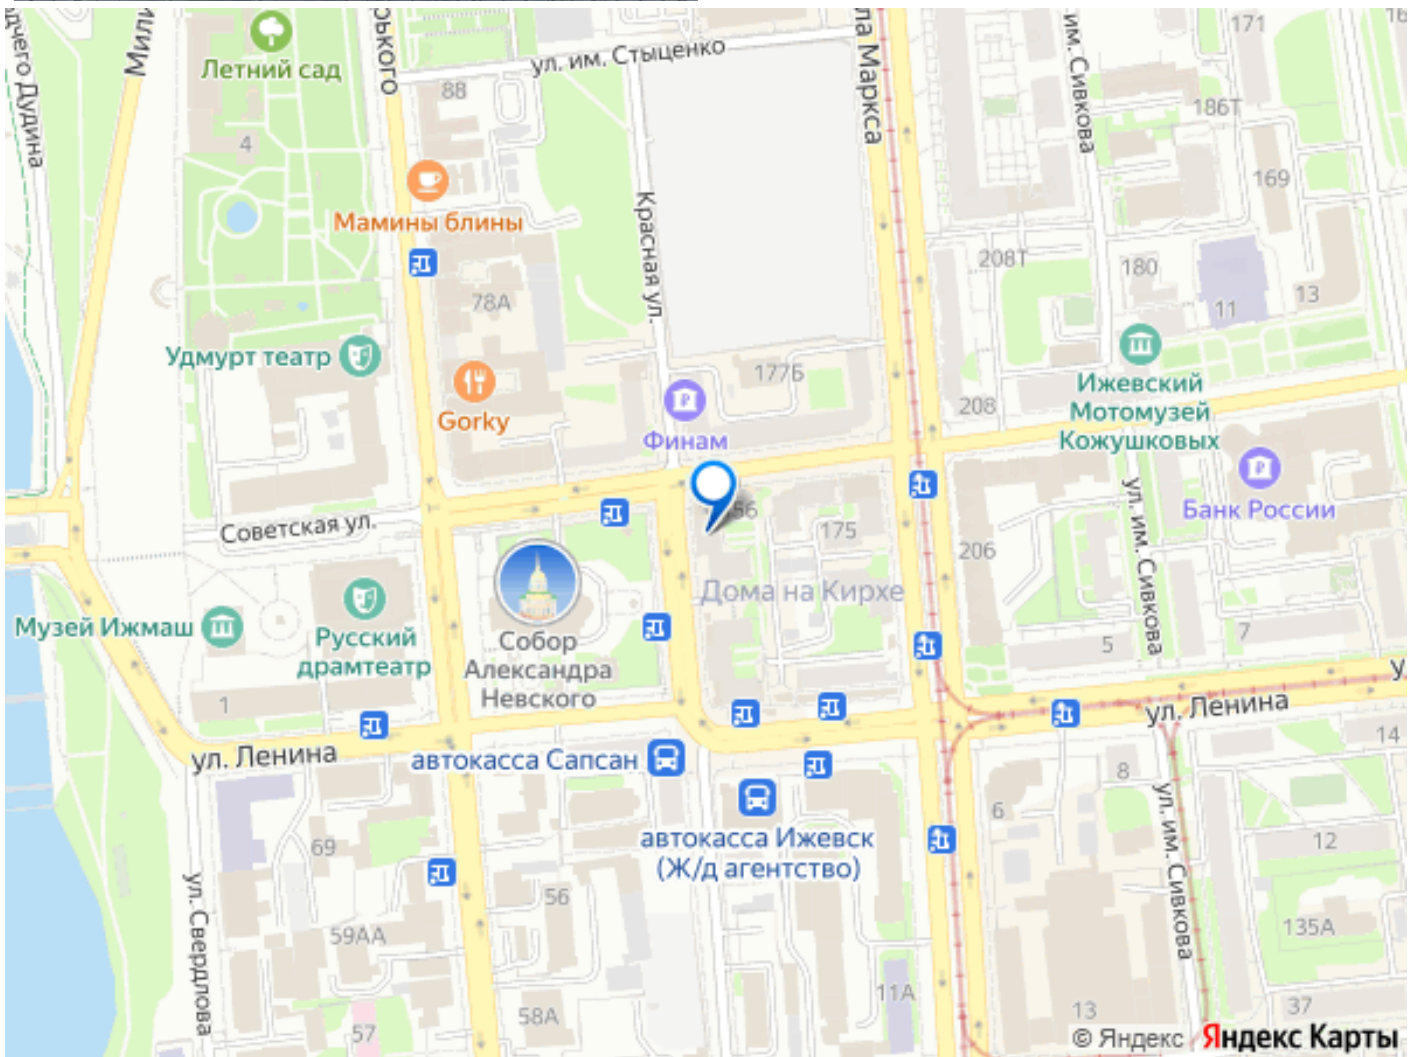 171
16
Летний сад
ул. им. Стыценко
88
186Т
4
169
Мамины блины
208Т
180
11
13
78А
Удмурт театр
Красная ул.
177Б
Gorky
Финам
208
Ижевский
Мотомузей
Кожушковых
Банк России
Советская ул.
56
175
206
ул. им. Сивкова
Дома на Кирхе
Музей Ижмаш
Русский
драмтеатр
Собор
Александра
Невского
5
7
1
ул. Ленина
ул. Ленина
автокасса Сапсан
14
8
6
автокасса Ижевск
(Ж/д агентство)
69
12
ул. им. Сивкова
ул. Свердлова
56
59АА
135А
58А
11А
57
13
37
© Яндекс Яндекс Карты